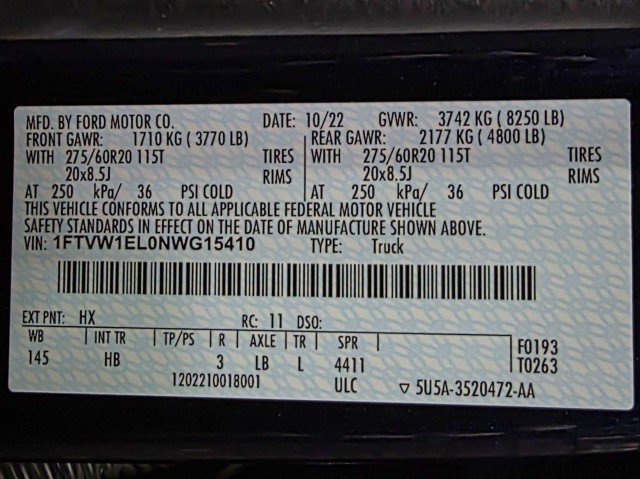 MFD. BY FORD MOTOR CO. DATE: 10/22 GVWR: 3742 KG ( 8250 LB)
FRONT GAWR: 1710 KG ( 3770 LB) REAR GAWR: 2177 KG ( 4800 LB)
WITH 275/60R20 115T TIRES WITH 275/60R20 115T TIRES
20x8.5J RIMS 20x8.5J RIMS
AT 250 kPa/ 36 PSI COLD AT 250 kPa/ 36 PSI COLD
THIS VEHICLE CONFORMS TO ALL APPLICABLE FEDERAL MOTOR VEHICLE
SAFETY STANDARDS IN EFFECT ON THE DATE OF MANUFACTURE SHOWN ABOVE.
VIN: 1FTVW1EL0NWG15410 TYPE: Truck
EXT PNT: HX RC: 11 DSO:
WB INT TR TP/PS R AXLE TR SPR F0193
145 HB 3 LB L 4411 T0263
1202210018001 ULC ▽ 5U5A-3520472-AA